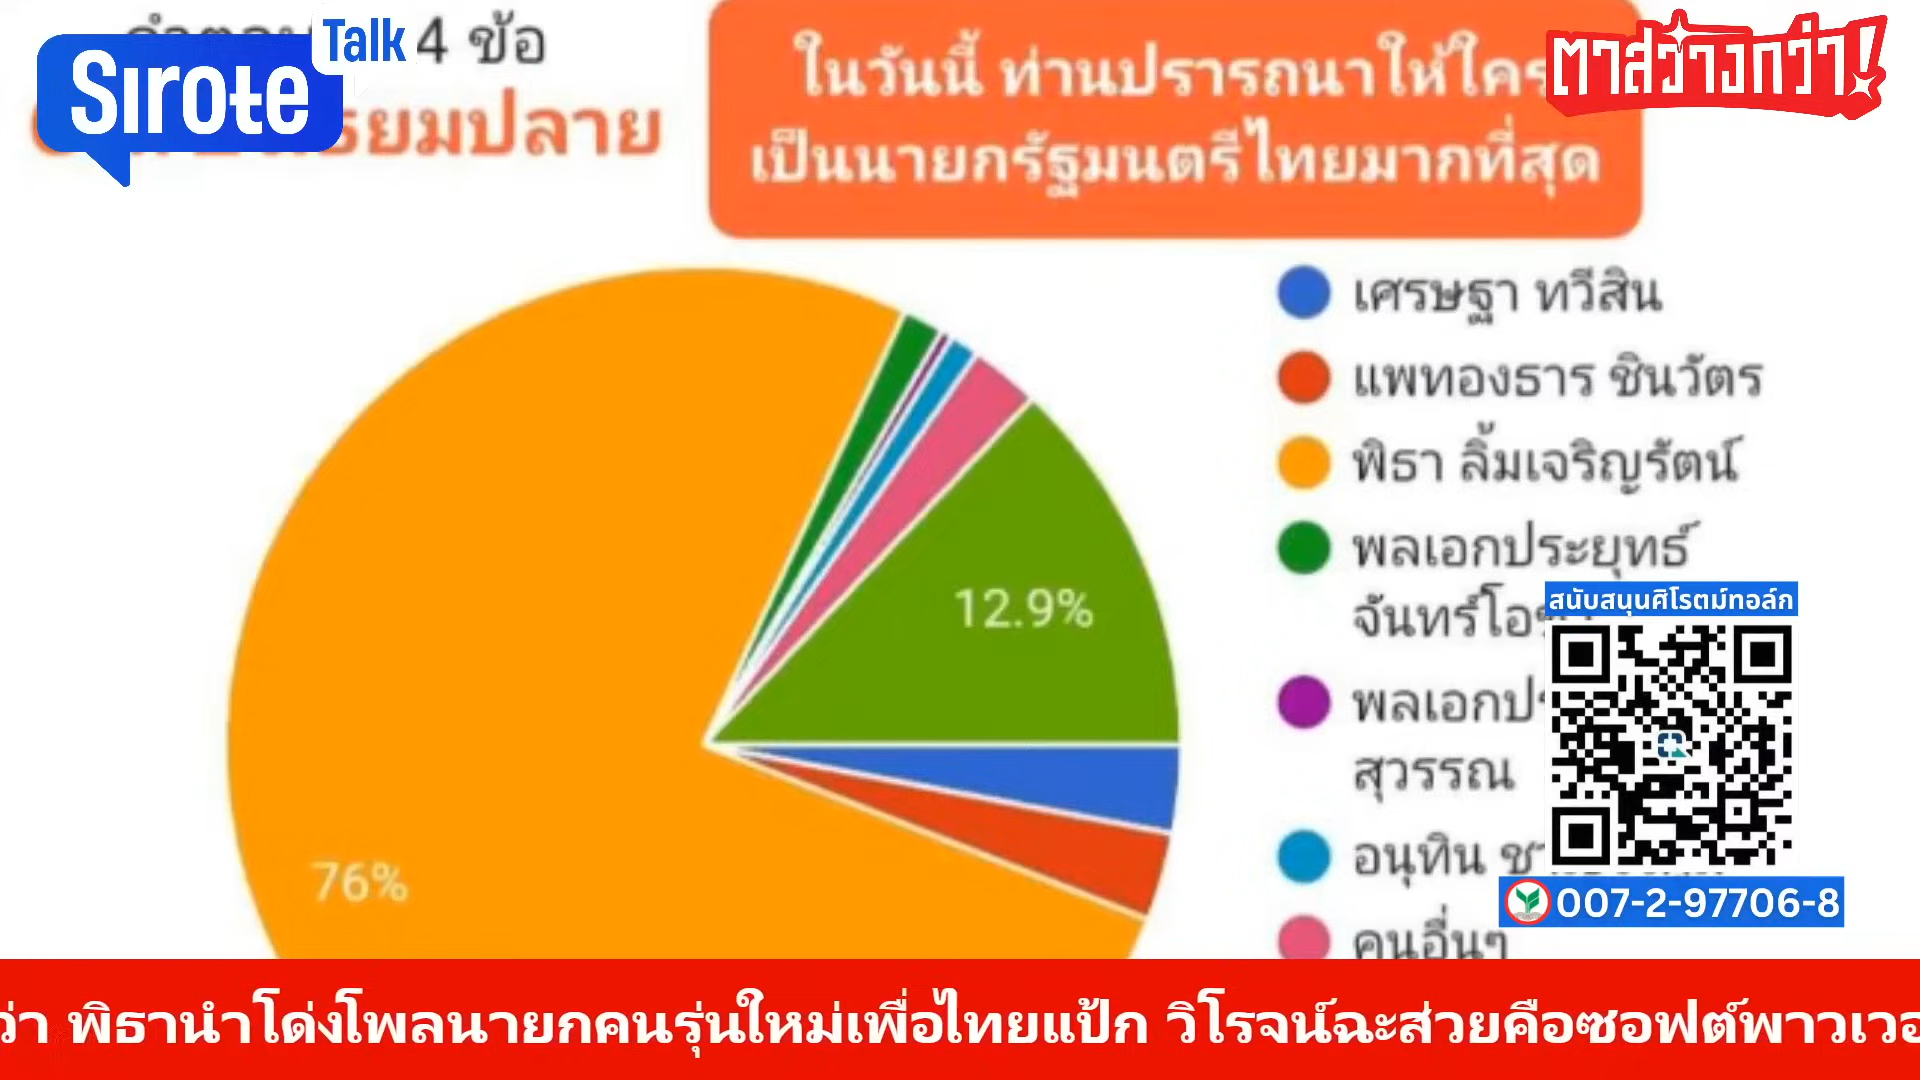 4 ข้อ
Talk
Sirote
ยมปลาย
ในวันนี้ ท่านปรารถนาให้ใคร
เป็นนายกรัฐมนตรีไทยมากที่สุด
ตาสว่างกว่า!
เศรษฐา ทวีสิน
แพทองธาร ชินวัตร
พิธา ลิ้มเจริญรัตน์
พลเอกประยุทธ์
พลเอกป
สุวรรณ
อนุทิน
คนอื่นๆ
12.9%
76%
สนับสนุนศิโรตม์ทอล์ก
007-2-97706-8
ว่า พิธานำโด่งโพลนายกคนรุ่นใหม่เพื่อไทยแป้ก วิโรจน์ฉะส่วยคือซอฟต์พาวเวอ